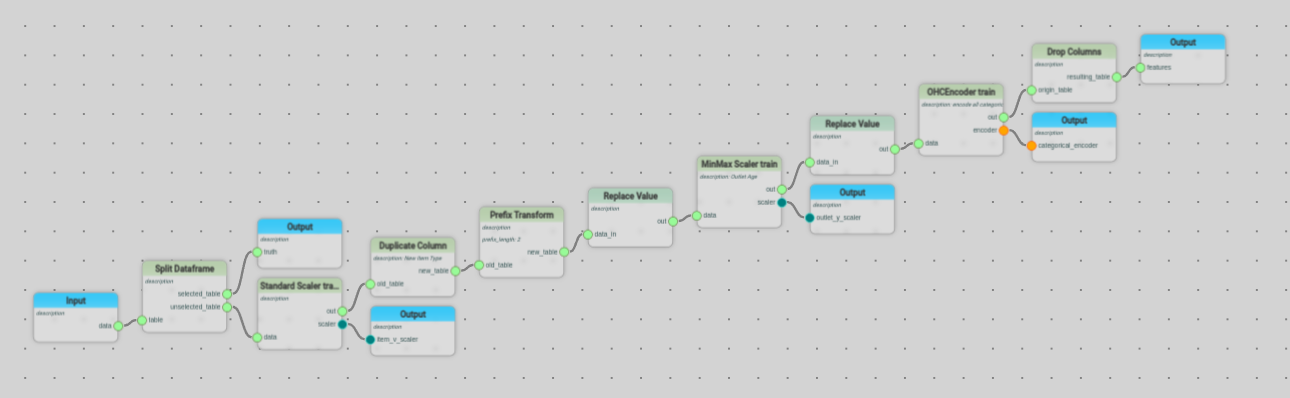 Input
description
data
Split Dataframe
description
selected_table
unselected_table
table
Output
description
truth
Standard Scaler tra...
description
out
scaler
data
Duplicate Column
description: New Item Type
new_table
old_table
Output
description
item_v_scaler
Prefix Transform
description
prefix_length: 2
new_table
old_table
Replace Value
description
out
data_in
MinMax Scaler train
description: Outlet Age
out
scaler
data
Replace Value
description
data_in
out
Output
description
outlet_y_scaler
OHCEncoder train
description: encode all categoric
out
encoder
data
Drop Columns
description
resulting_table
origin_table
Output
description
categorical_encoder
Output
description
features